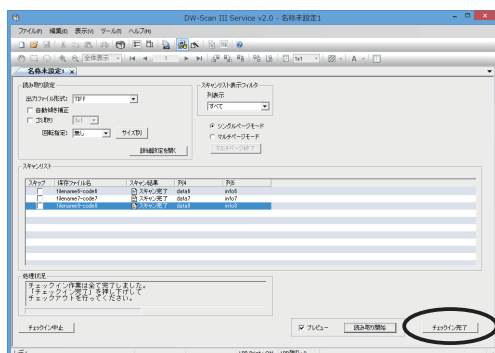 DW-Scan III Service v2.0 - 名称未設定1
ファイル(F) 編集(E) 表示(V) ツール(T) ヘルプ(H)
全体表示 1 1x1
名称未設定1 x
読み取り設定
出力ファイル形式: TIFF
自動傾き補正
ゴミ取り 3x3
回転指定: 無し サイズ別
詳細設定を開く
スキャンリスト表示フィルタ
列表示
すべて
シングルページモード
マルチページモード
マルチページ終了
スキャンリスト
スキップ 保存ファイル名 スキャン結果 列4 列5
filename6-code6 スキャン完了 data6 info6
filename7-code7 スキャン完了 data7 info7
filename8-code8 スキャン完了 data8 info8
処理状況
チェックイン作業は全て完了しました。
「チェックイン完了」を押し下げして
チェックアウトを行ってください。
チェックイン中止
プレビュー 読み取り開始 チェックイン完了